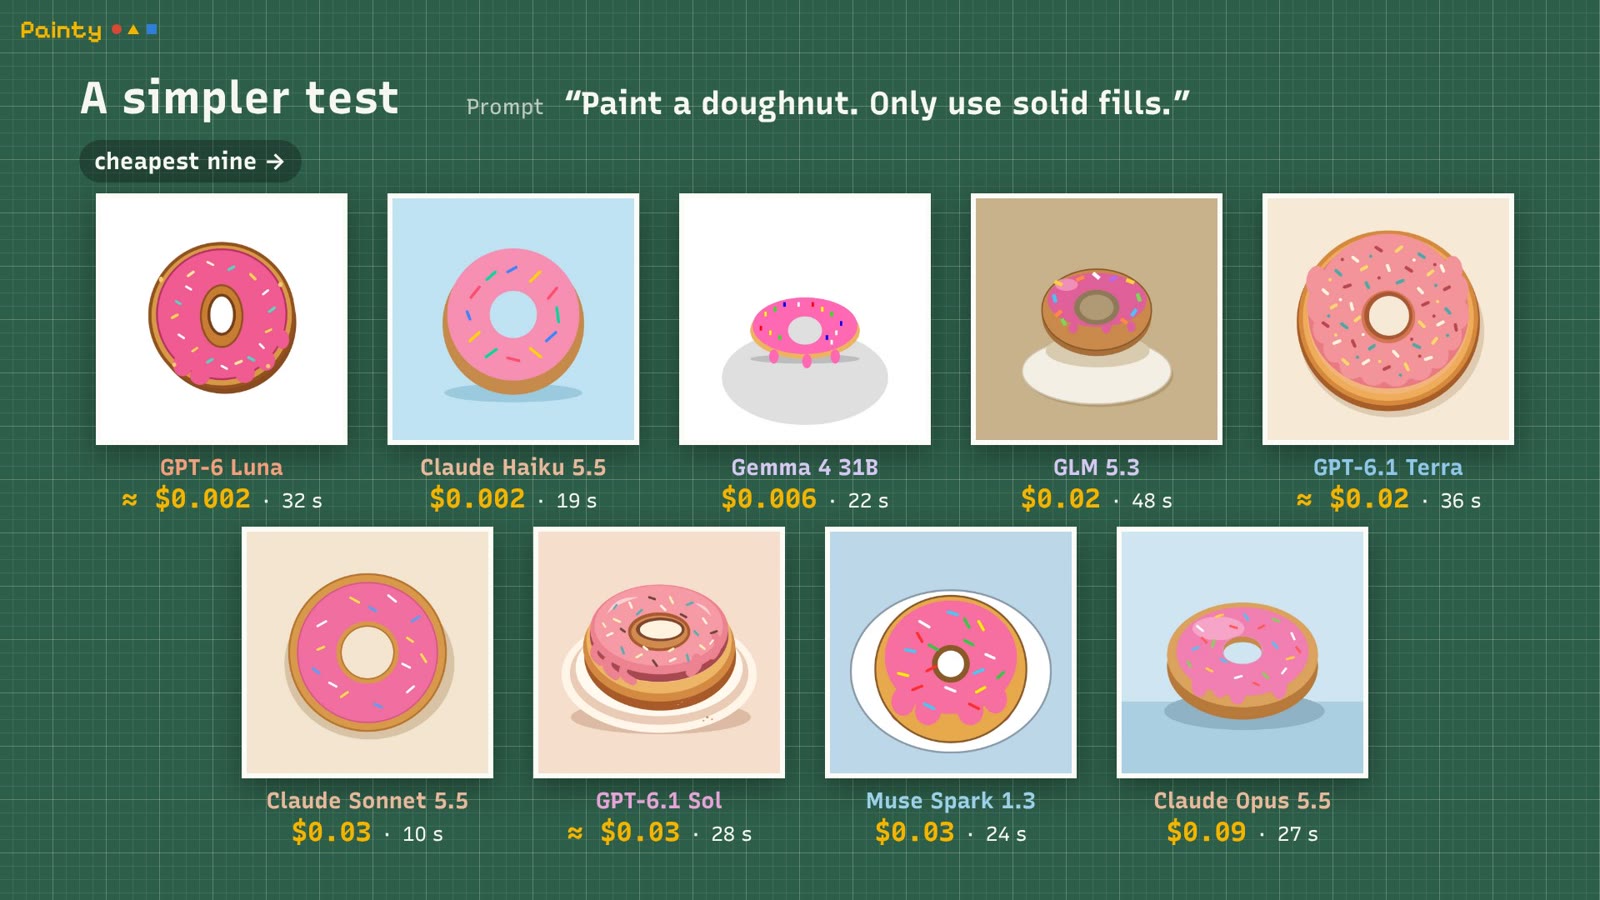 Painty
A simpler test
Prompt “Paint a doughnut. Only use solid fills.”
cheapest nine →
GPT-6 Luna
≈ $0.002 · 32 s
Claude Haiku 5.5
$0.002 · 19 s
Gemma 4 31B
$0.006 · 22 s
GLM 5.3
$0.02 · 48 s
GPT-6.1 Terra
≈ $0.02 · 36 s
Claude Sonnet 5.5
$0.03 · 10 s
GPT-6.1 Sol
≈ $0.03 · 28 s
Muse Spark 1.3
$0.03 · 24 s
Claude Opus 5.5
$0.09 · 27 s